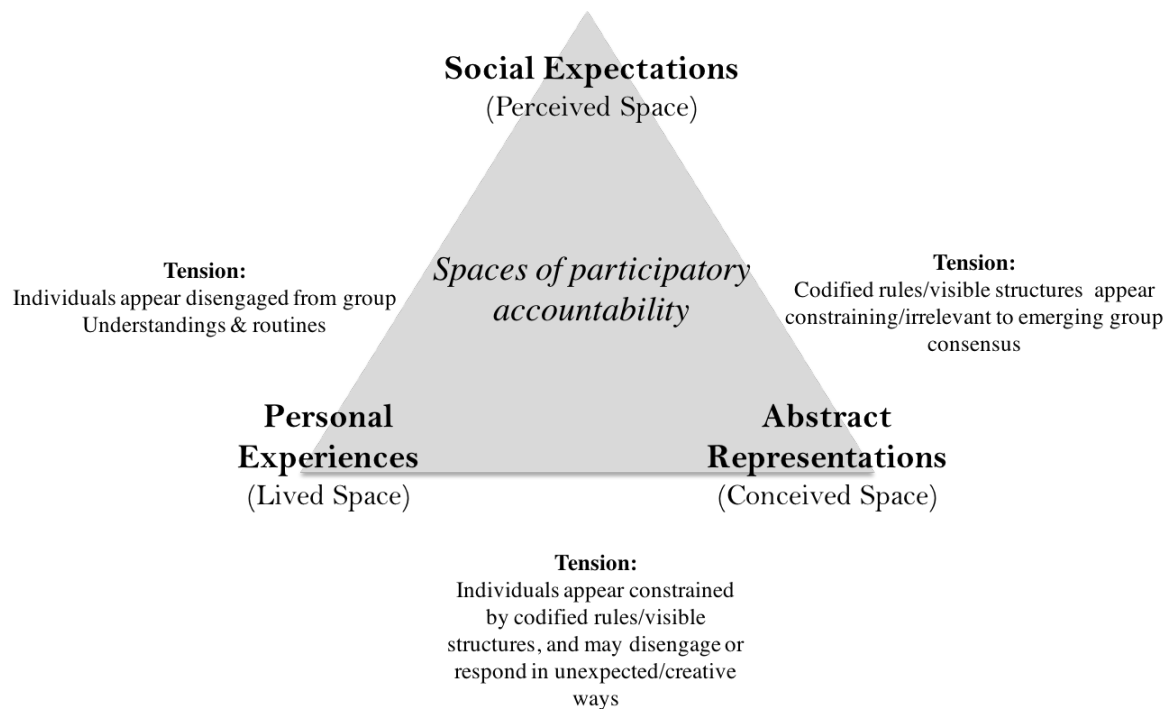 Social Expectations
(Perceived Space)
Spaces of participatory
accountability
Tension:
Individuals appear disengaged from group
Understandings & routines
Tension:
Codified rules/visible structures appear
constraining/irrelevant to emerging group
consensus
Personal
Experiences
(Lived Space)
Abstract
Representations
(Conceived Space)
Tension:
Individuals appear constrained
by codified rules/visible
structures, and may disengage or
respond in unexpected/creative
ways